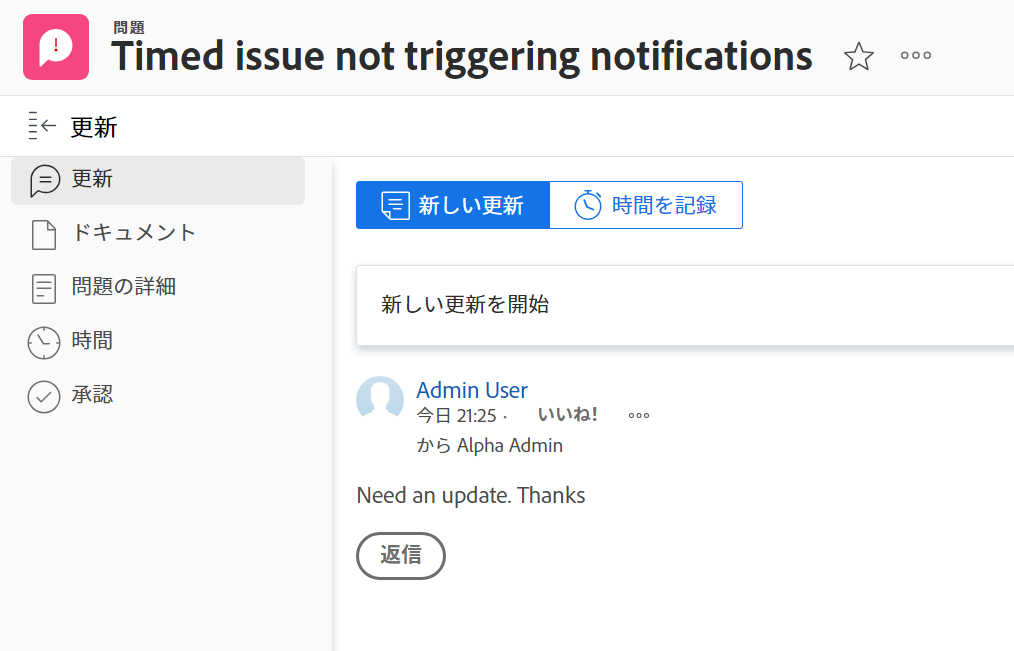 問題
Timed issue not triggering notifications
更新
更新
ドキュメント
問題の詳細
時間
承認
新しい更新
時間を記録
新しい更新を開始
Admin User
今日 21:25 · いいね!
から Alpha Admin
Need an update. Thanks
返信